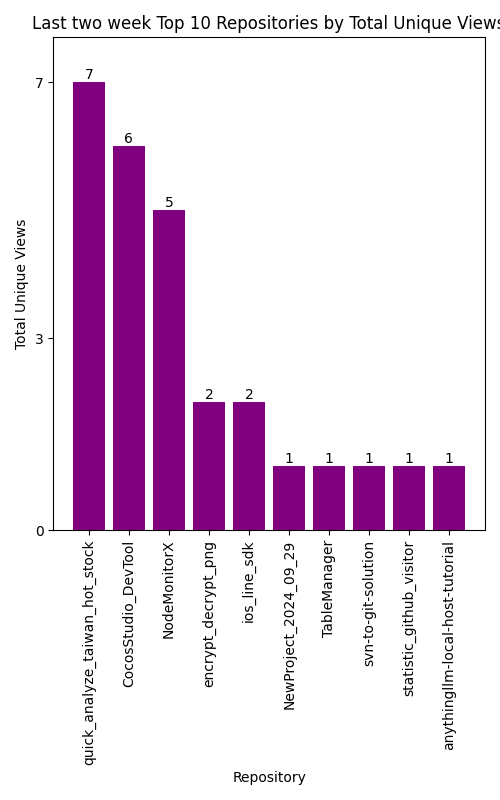 Last two week Top 10 Repositories by Total Unique Views
7
6
5
2
2
1
1
1
1
1
7
3
0
Total Unique Views
quick_analyze_taiwan_hot_stock
CocosStudio_DevTool
NodeMonitorX
encrypt_decrypt_png
ios_line_sdk
NewProject_2024_09_29
TableManager
svn-to-git-solution
statistic_github_visitor
anythingllm-local-host-tutorial
Repository